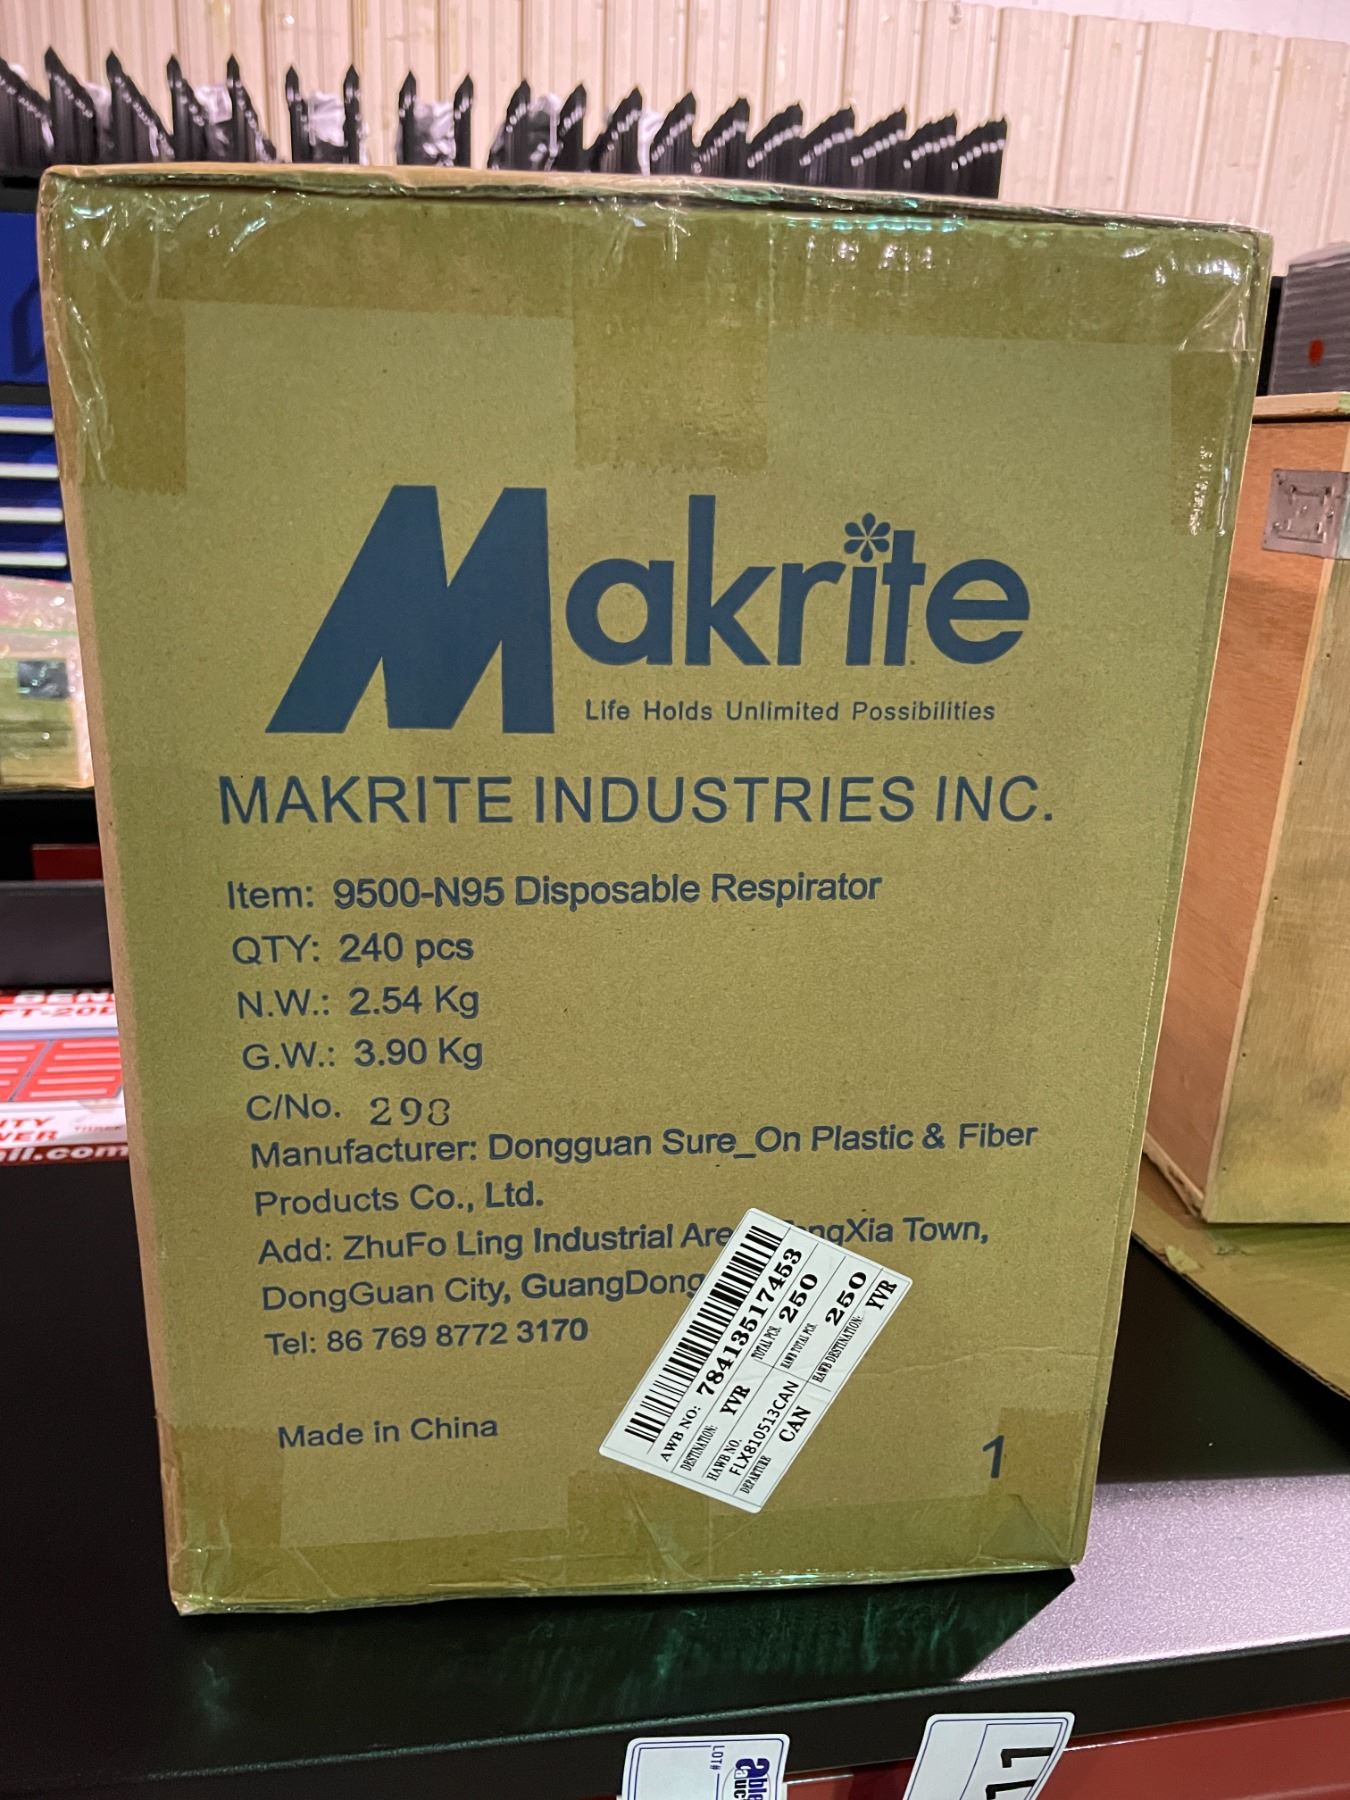 Makrite
Life Holds Unlimited Possibilities
MAKRITE INDUSTRIES INC.
Item: 9500-N95 Disposable Respirator
QTY: 240 pcs
N.W.: 2.54 Kg
G.W.: 3.90 Kg
C/No. 298
Manufacturer: Dongguan Sure_On Plastic & Fiber
Products Co., Ltd.
Add: ZhuFo Ling Industrial Town,
DongGuan City, GuangDong
Tel: 86 769 8772 3170
Made in China
1
AWB NO: 78413517453
DESTINATION: YVR TOTAL PCS. 250
HAWB NO. FLX810513CAN HAWB TOTAL PCS. 250
DEPARTURE CAN HAWB DESTINATION: YVR
LOT#